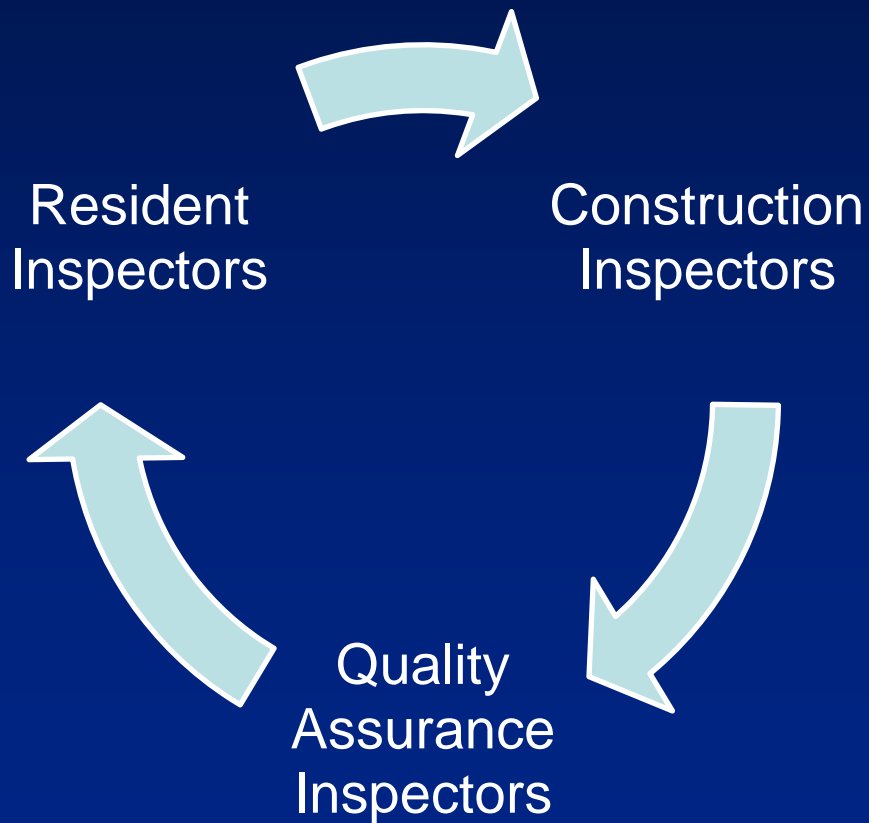 Resident
Inspectors
Construction
Inspectors
Quality
Assurance
Inspectors